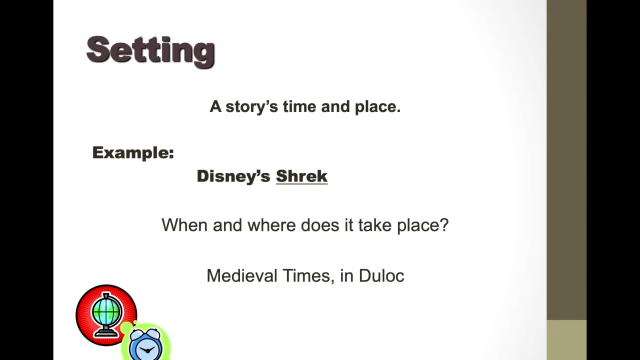 Setting
A story's time and place.
Example:
Disney's Shrek
When and where does it take place?
Medieval Times, in Duloc